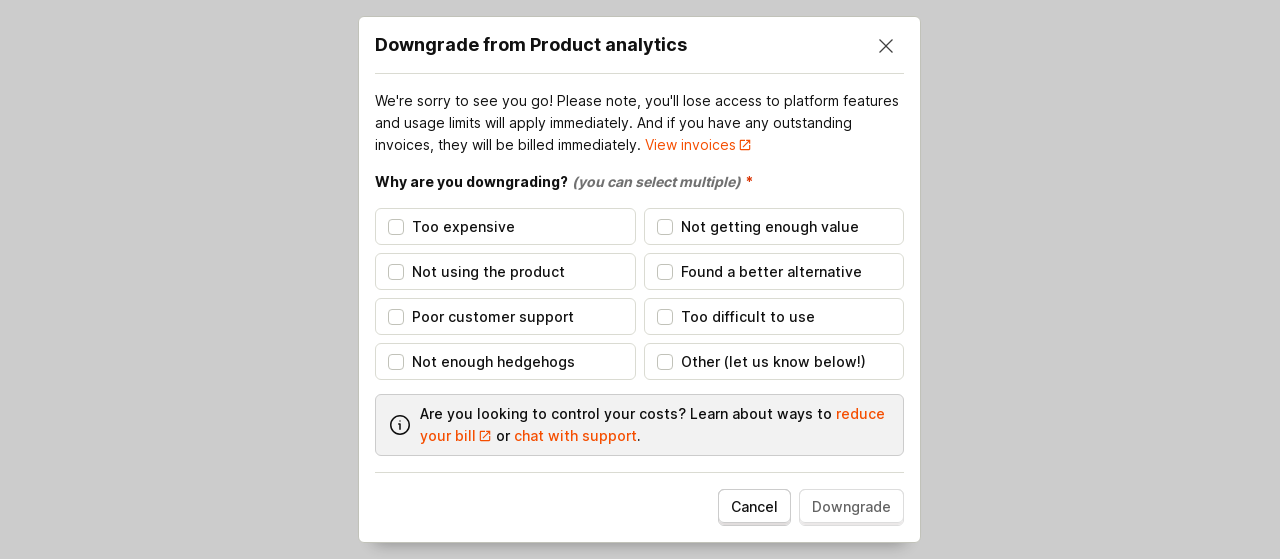 Downgrade from Product analytics
We're sorry to see you go! Please note, you'll lose access to platform features
and usage limits will apply immediately. And if you have any outstanding
invoices, they will be billed immediately. View invoices
Why are you downgrading? (you can select multiple) *
Too expensive
Not getting enough value
Not using the product
Found a better alternative
Poor customer support
Too difficult to use
Not enough hedgehogs
Other (let us know below!)
Are you looking to control your costs? Learn about ways to reduce
your bill or chat with support.
Cancel
Downgrade